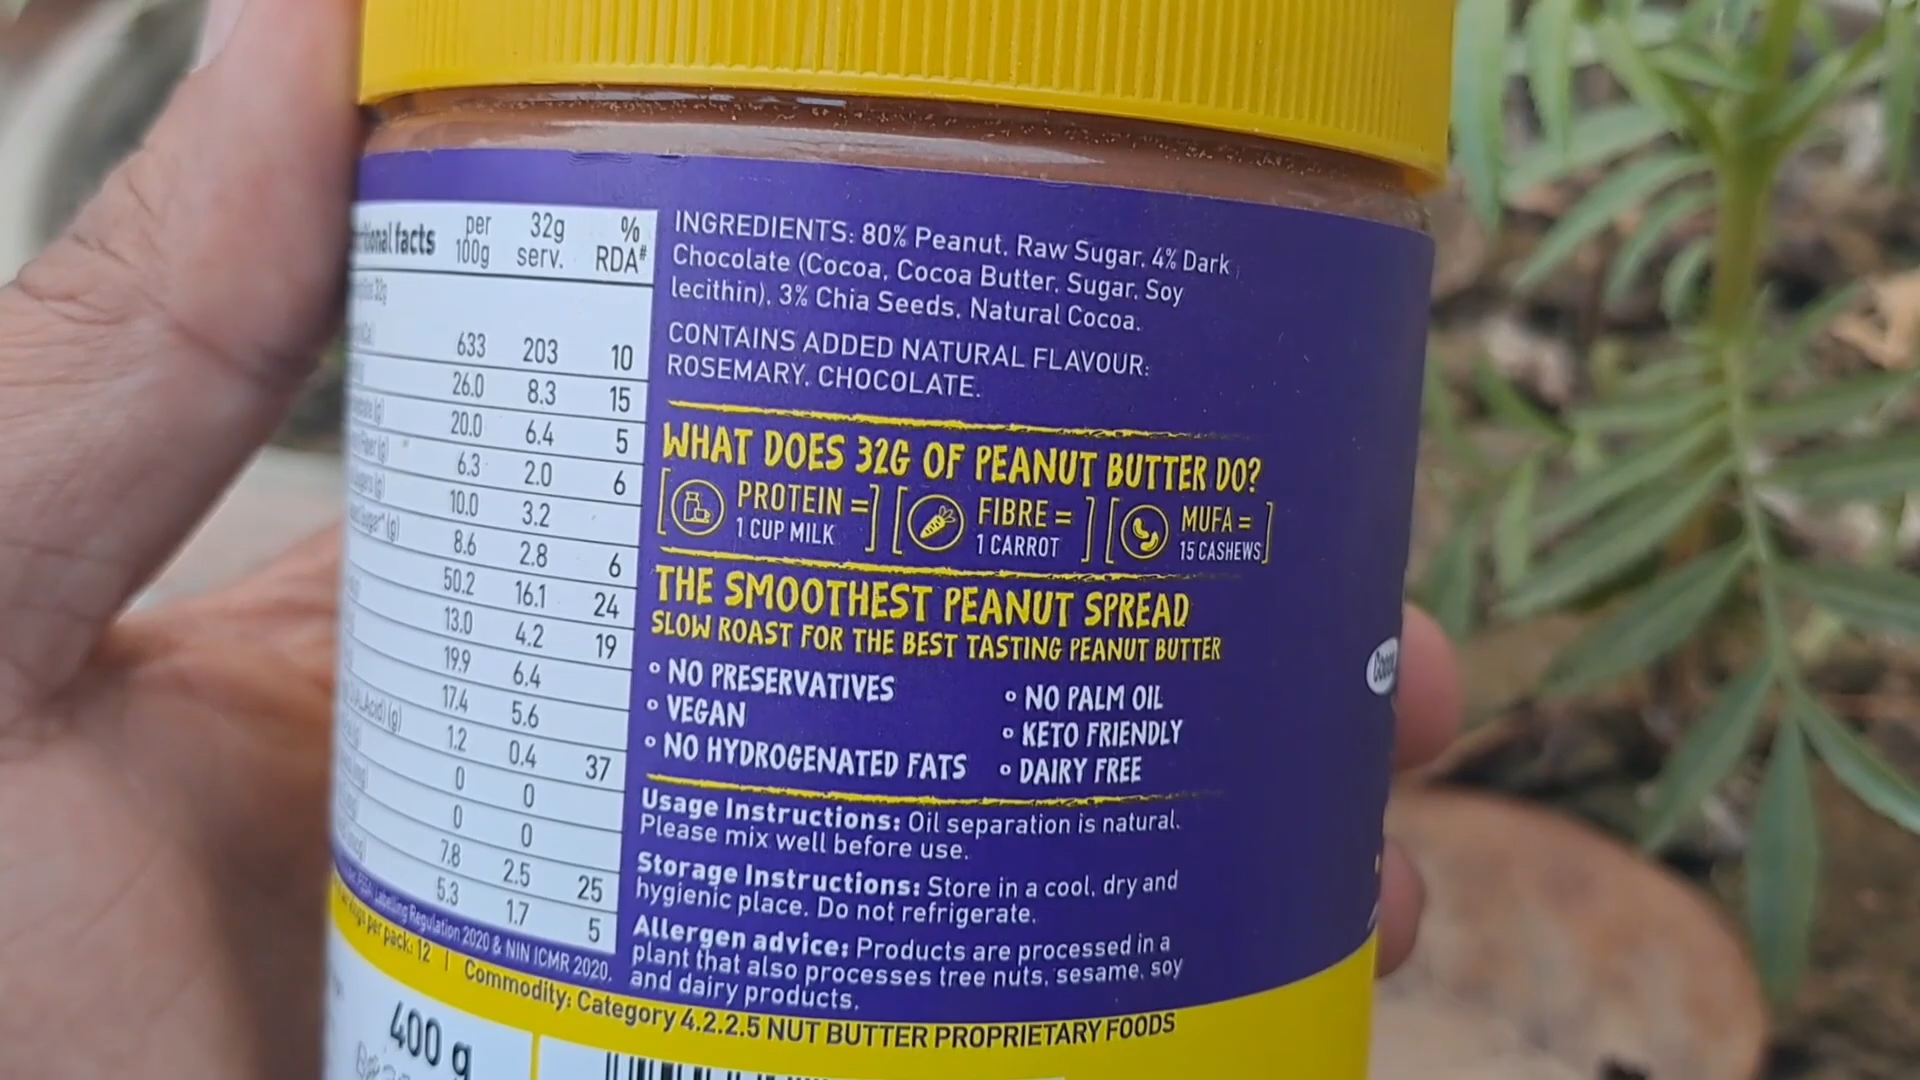 facts per 100g 32g serv. % RDA#
633 203 10
26.0 8.3 15
20.0 6.4 5
6.3 2.0 6
10.0 3.2
8.6 2.8 6
50.2 16.1 24
13.0 4.2 19
19.9 6.4
17.4 5.6
1.2 0.4 37
0 0
0 0
7.8 2.5 25
5.3 1.7 5
Labelling Regulation 2020 & NIN ICMR 2020.
per pack: 12 | Commodity: Category 4.2.2.5 NUT BUTTER PROPRIETARY FOODS
400 g
INGREDIENTS: 80% Peanut, Raw Sugar, 4% Dark
Chocolate (Cocoa, Cocoa Butter, Sugar, Soy
lecithin), 3% Chia Seeds, Natural Cocoa.
CONTAINS ADDED NATURAL FLAVOUR:
ROSEMARY, CHOCOLATE.
WHAT DOES 32G OF PEANUT BUTTER DO?
PROTEIN =
1 CUP MILK
FIBRE =
1 CARROT
MUFA =
15 CASHEWS
THE SMOOTHEST PEANUT SPREAD
SLOW ROAST FOR THE BEST TASTING PEANUT BUTTER
° NO PRESERVATIVES
° VEGAN
° NO HYDROGENATED FATS
° NO PALM OIL
° KETO FRIENDLY
° DAIRY FREE
Usage Instructions: Oil separation is natural.
Please mix well before use.
Storage Instructions: Store in a cool, dry and
hygienic place. Do not refrigerate.
Allergen advice: Products are processed in a
plant that also processes tree nuts, sesame, soy
and dairy products.